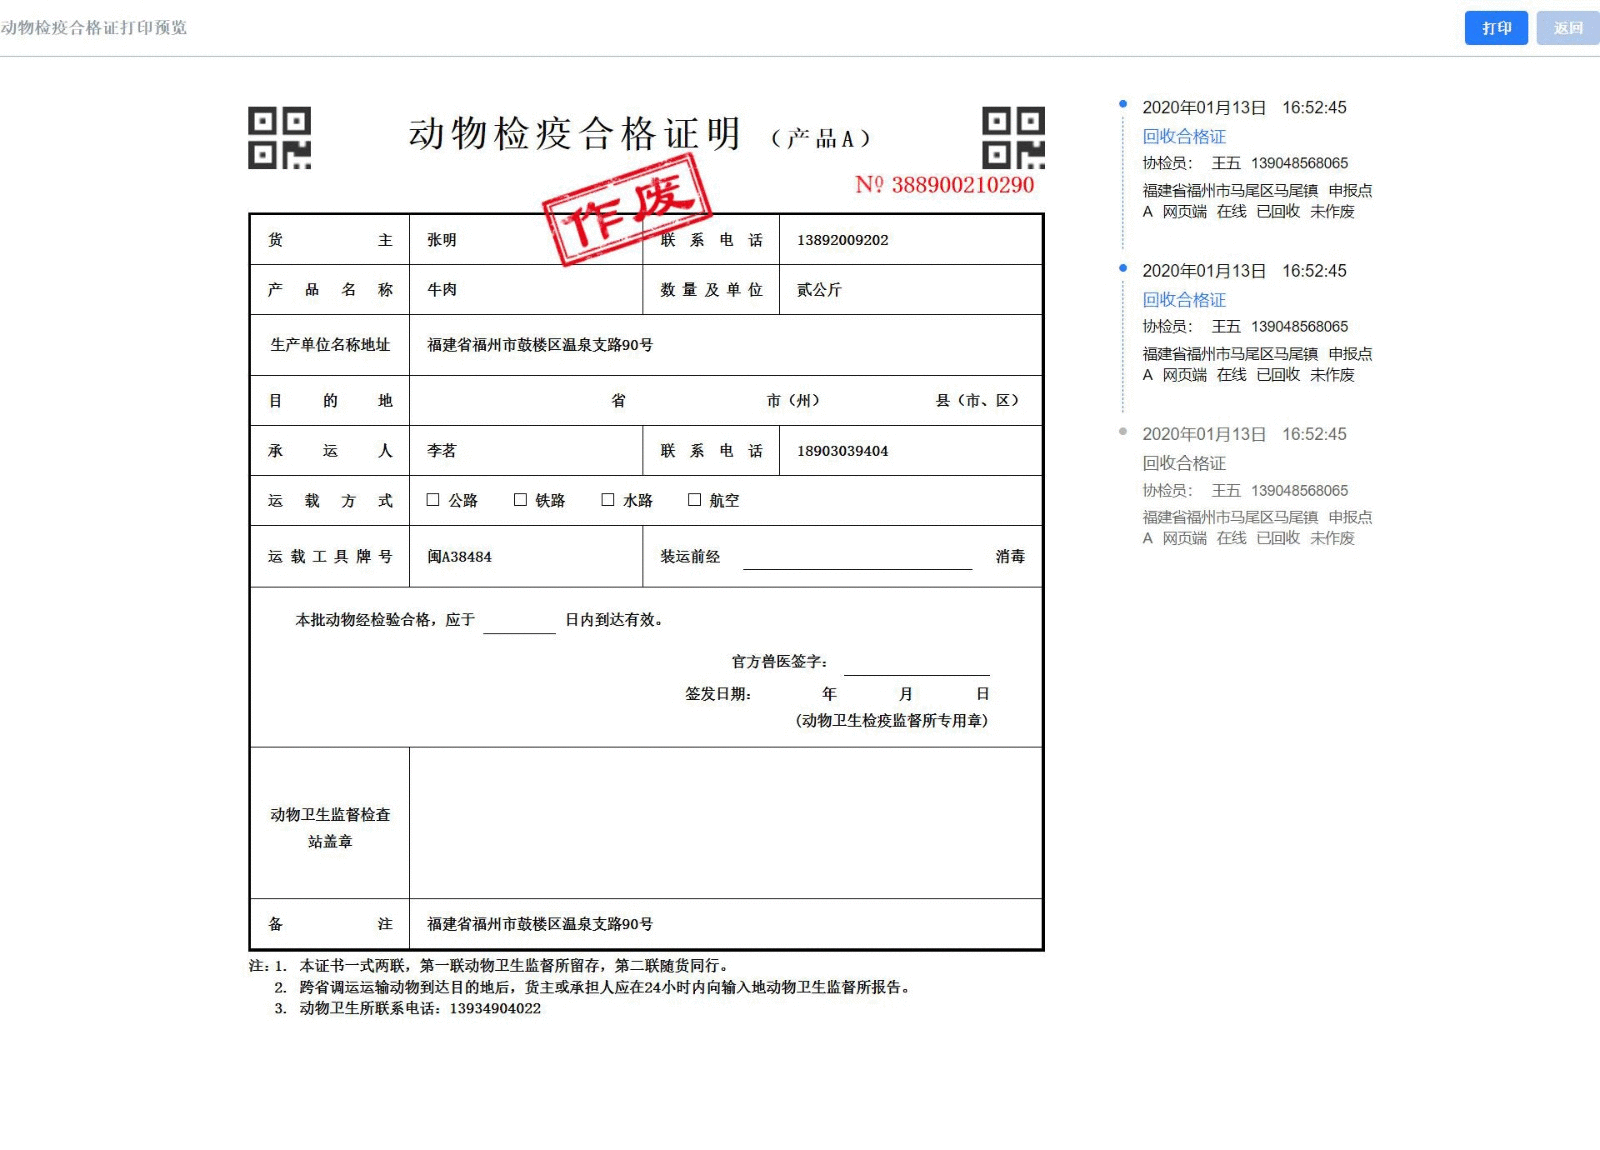 动物检疫合格证打印预览
打印 返回
动物检疫合格证明 (产品A)
作废
Nº 388900210290
货主 张明 联系电话 13892009202
产品名称 牛肉 数量及单位 贰公斤
生产单位名称地址 福建省福州市鼓楼区温泉支路90号
目的地 省 市（州） 县（市、区）
承运人 李茗 联系电话 18903039404
运载方式 □ 公路 □ 铁路 □ 水路 □ 航空
运载工具牌号 闽A38484 装运前经 消毒
本批动物经检验合格，应于 日内到达有效。
官方兽医签字：
签发日期： 年 月 日
(动物卫生检疫监督所专用章)
动物卫生监督检查
站盖章
备注 福建省福州市鼓楼区温泉支路90号
注：1. 本证书一式两联，第一联动物卫生监督所留存，第二联随货同行。
2. 跨省调运运输动物到达目的地后，货主或承担人应在24小时内向输入地动物卫生监督所报告。
3. 动物卫生所联系电话：13934904022
2020年01月13日 16:52:45
回收合格证
协检员： 王五 139048568065
福建省福州市马尾区马尾镇 申报点
A 网页端 在线 已回收 未作废
2020年01月13日 16:52:45
回收合格证
协检员： 王五 139048568065
福建省福州市马尾区马尾镇 申报点
A 网页端 在线 已回收 未作废
2020年01月13日 16:52:45
回收合格证
协检员： 王五 139048568065
福建省福州市马尾区马尾镇 申报点
A 网页端 在线 已回收 未作废